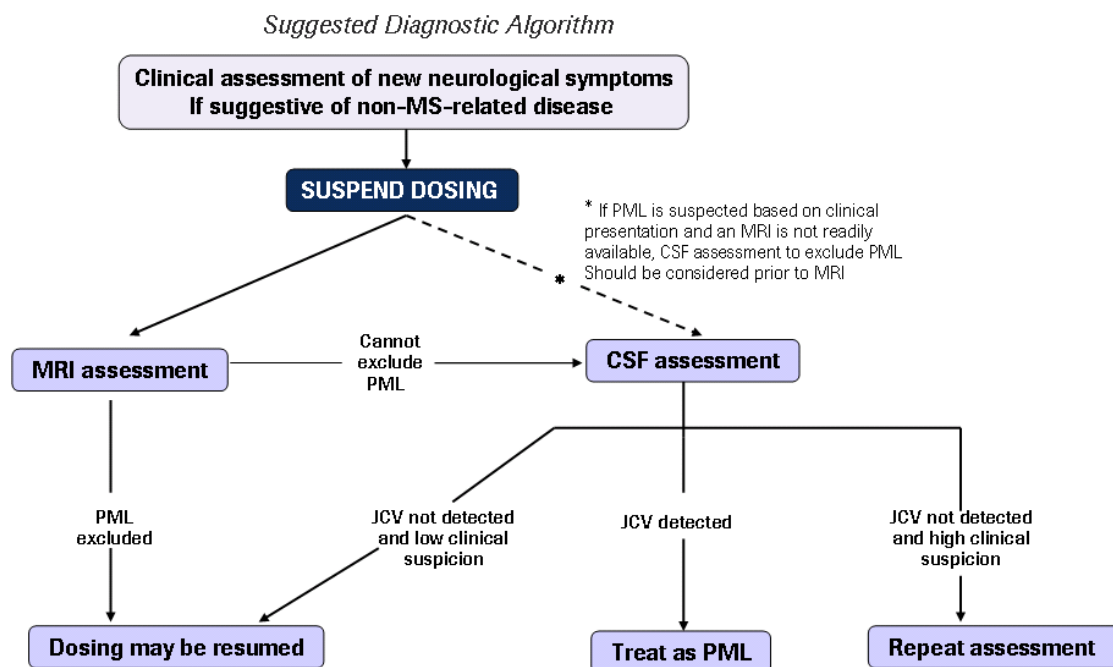 Suggested Diagnostic Algorithm
Clinical assessment of new neurological symptoms
If suggestive of non-MS-related disease
SUSPEND DOSING
* If PML is suspected based on clinical
presentation and an MRI is not readily
available, CSF assessment to exclude PML
Should be considered prior to MRI
*
MRI assessment
Cannot
exclude
PML
CSF assessment
PML
excluded
JCV not detected
and low clinical
suspicion
JCV detected
JCV not detected
and high clinical
suspicion
Dosing may be resumed
Treat as PML
Repeat assessment